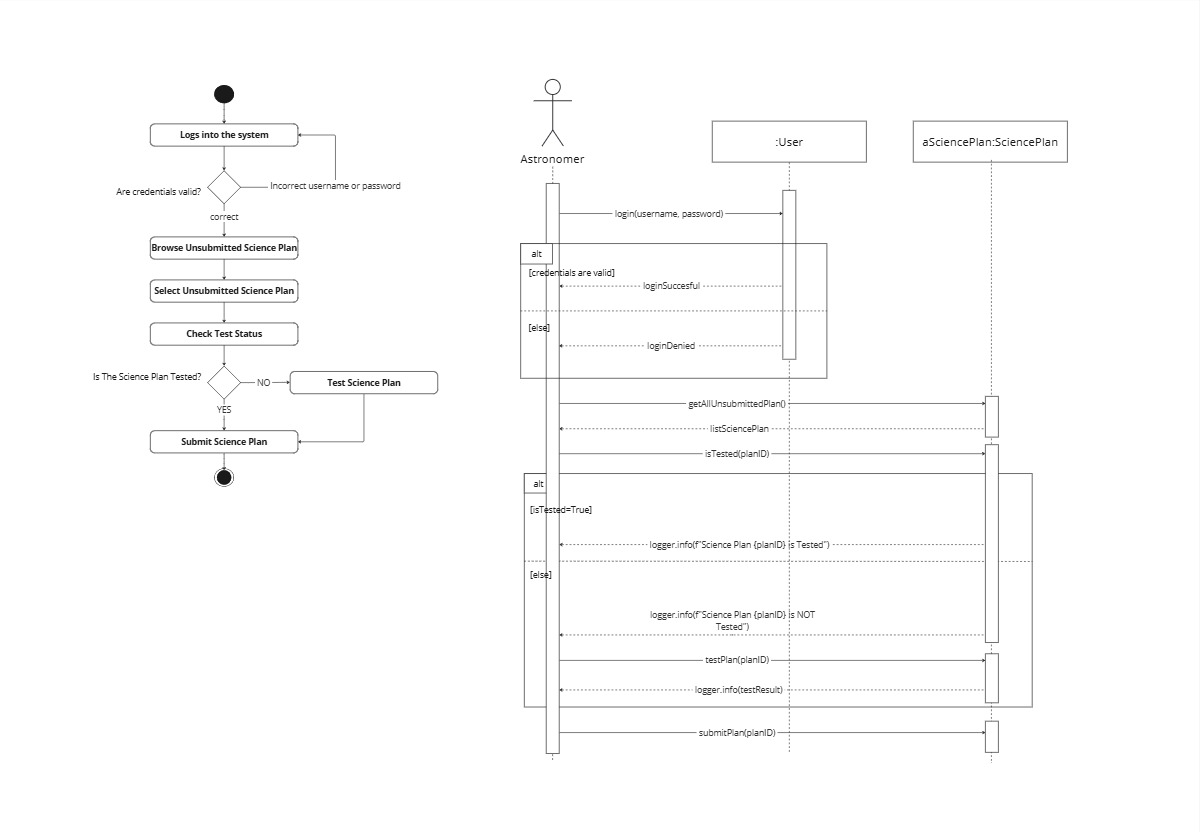 Logs into the system
Are credentials valid?
Incorrect username or password
correct
Browse Unsubmitted Science Plan
Select Unsubmitted Science Plan
Check Test Status
Is The Science Plan Tested?
NO
Test Science Plan
YES
Submit Science Plan
Astronomer
:User
aSciencePlan:SciencePlan
login(username, password)
alt
[credentials are valid]
loginSuccesful
[else]
loginDenied
getAllUnsubmittedPlan()
listSciencePlan
isTested(planID)
alt
[isTested=True]
logger.info(f"Science Plan {planID} is Tested")
[else]
logger.info(f"Science Plan {planID} is NOT
Tested")
testPlan(planID)
logger.info(testResult)
submitPlan(planID)